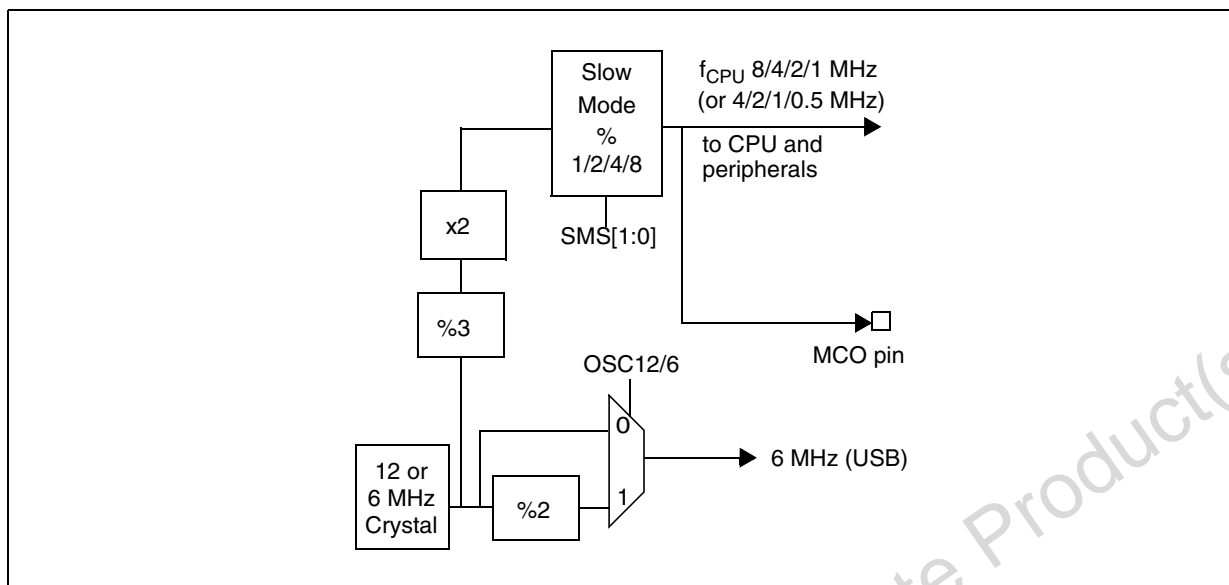 Slow
Mode
%
1/2/4/8
fCPU 8/4/2/1 MHz
(or 4/2/1/0.5 MHz)
to CPU and
peripherals
x2
SMS[1:0]
%3
MCO pin
OSC12/6
0
12 or
6 MHz
Crystal
%2
1
6 MHz (USB)
Product(s